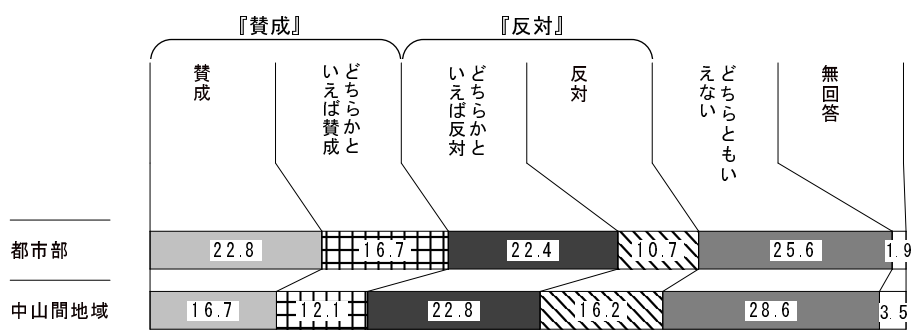 『賛成』
『反対』
賛成
どちらかと
いえば賛成
どちらかと
いえば反対
反対
どちらともい
えない
無回答
都市部
22.8
16.7
22.4
10.7
25.6
1.9
中山間地域
16.7
12.1
22.8
16.2
28.6
3.5